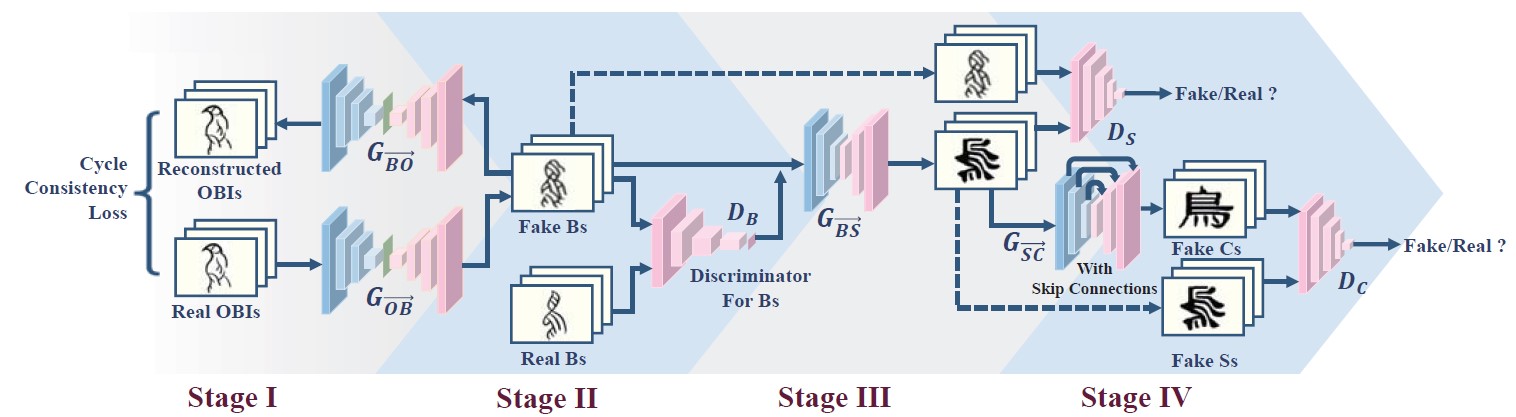 Cycle
Consistency
Loss
Reconstructed
OBIs
Real OBIs
G_{\overrightarrow{BO}}
G_{\overrightarrow{OB}}
Fake Bs
Real Bs
D_B
Discriminator
For Bs
G_{\overrightarrow{BS}}
D_S
Fake/Real ?
G_{\overrightarrow{SC}}
With
Skip Connections
鳥
Fake Cs
Fake Ss
D_C
Fake/Real ?
Stage I
Stage II
Stage III
Stage IV